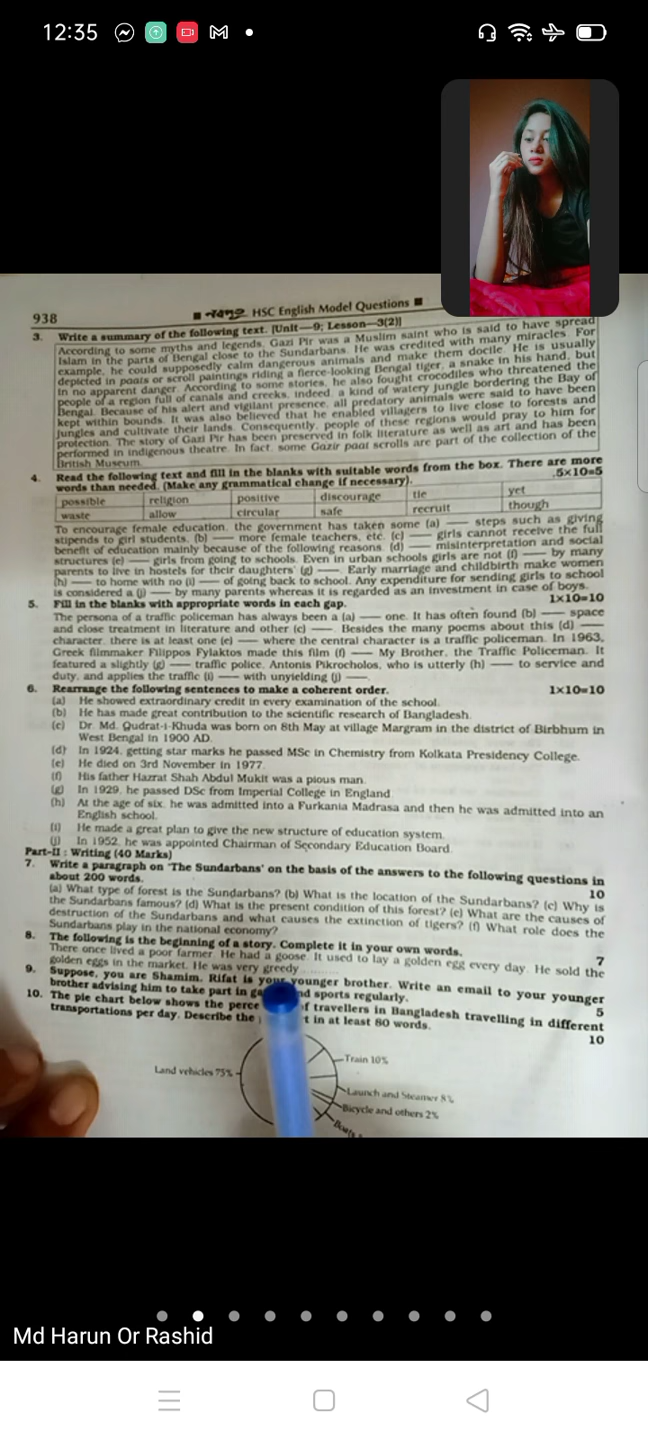 12:35
938
■ নবদূত HSC English Model Questions ■
3. Write a summary of the following text. [Unit—9; Lesson—3(2)]
According to some myths and legends, Gazi Pir was a Muslim saint who is said to have spread
Islam in the parts of Bengal close to the Sundarbans. He was credited with many miracles. For
example, he could supposedly calm dangerous animals and make them docile. He is usually
depicted in paats or scroll paintings riding a fierce-looking Bengal tiger, a snake in his hand, but
in no apparent danger. According to some stories, he also fought crocodiles who threatened the
people of a region full of canals and creeks, indeed, a kind of watery jungle bordering the Bay of
Bengal. Because of his alert and vigilant presence, all predatory animals were said to have been
kept within bounds. It was also believed that he enabled villagers to live close to forests and
jungles and cultivate their lands. Consequently, people of these regions would pray to him for
protection. The story of Gazi Pir has been preserved in folk literature as well as art and has been
performed in indigenous theatre. In fact, some Gazir paat scrolls are part of the collection of the
British Museum.
4. Read the following text and fill in the blanks with suitable words from the box. There are more
words than needed. (Make any grammatical change if necessary). .5×10=5
possible religion positive discourage tie yet
waste allow circular safe recruit though
To encourage female education, the government has taken some (a) — steps such as giving
stipends to girl students, (b) — more female teachers, etc. (c) — girls cannot receive the full
benefit of education mainly because of the following reasons. (d) — misinterpretation and social
structures (e) — girls from going to schools. Even in urban schools girls are not (f) — by many
parents to live in hostels for their daughters' (g) —. Early marriage and childbirth make women
(h) — to home with no (i) — of going back to school. Any expenditure for sending girls to school
is considered a (j) — by many parents whereas it is regarded as an investment in case of boys.
5. Fill in the blanks with appropriate words in each gap. 1×10=10
The persona of a traffic policeman has always been a (a) — one. It has often found (b) — space
and close treatment in literature and other (c) —. Besides the many poems about this (d) —
character, there is at least one (e) — where the central character is a traffic policeman. In 1963,
Greek filmmaker Filippos Fylaktos made this film (f) — My Brother, the Traffic Policeman. It
featured a slightly (g) — traffic police, Antonis Pikrocholos, who is utterly (h) — to service and
duty, and applies the traffic (i) — with unyielding (j) —.
6. Rearrange the following sentences to make a coherent order. 1×10=10
(a) He showed extraordinary credit in every examination of the school.
(b) He has made great contribution to the scientific research of Bangladesh.
(c) Dr. Md. Qudrat-i-Khuda was born on 8th May at village Margram in the district of Birbhum in
West Bengal in 1900 AD.
(d) In 1924, getting star marks he passed MSc in Chemistry from Kolkata Presidency College.
(e) He died on 3rd November in 1977.
(f) His father Hazrat Shah Abdul Mukit was a pious man.
(g) In 1929, he passed DSc from Imperial College in England
(h) At the age of six, he was admitted into a Furkania Madrasa and then he was admitted into an
English school.
(i) He made a great plan to give the new structure of education system.
(j) In 1952, he was appointed Chairman of Secondary Education Board.
Part-II : Writing (40 Marks)
7. Write a paragraph on 'The Sundarbans' on the basis of the answers to the following questions in
about 200 words. 10
(a) What type of forest is the Sundarbans? (b) What is the location of the Sundarbans? (c) Why is
the Sundarbans famous? (d) What is the present condition of this forest? (e) What are the causes of
destruction of the Sundarbans and what causes the extinction of tigers? (f) What role does the
Sundarbans play in the national economy?
8. The following is the beginning of a story. Complete it in your own words. 7
There once lived a poor farmer. He had a goose. It used to lay a golden egg every day. He sold the
golden eggs in the market. He was very greedy ..........
9. Suppose, you are Shamim. Rifat is your younger brother. Write an email to your younger
brother advising him to take part in ga nd sports regularly. 5
10. The pie chart below shows the perce of travellers in Bangladesh travelling in different
transportations per day. Describe the t in at least 80 words. 10
Land vehicles 75%
Train 10%
Launch and Steamer 8%
Bicycle and others 2%
Boats
Md Harun Or Rashid